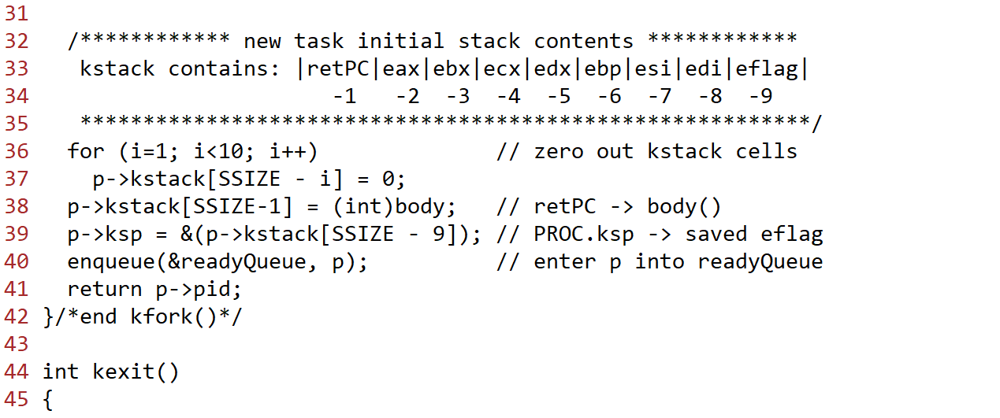 31
32   /************ new task initial stack contents ************
33    kstack contains: |retPC|eax|ebx|ecx|edx|ebp|esi|edi|eflag|
34                        -1   -2  -3  -4  -5  -6  -7  -8  -9
35    **********************************************************/
36   for (i=1; i<10; i++)              // zero out kstack cells
37     p->kstack[SSIZE - i] = 0;
38   p->kstack[SSIZE-1] = (int)body;   // retPC -> body()
39   p->ksp = &(p->kstack[SSIZE - 9]); // PROC.ksp -> saved eflag
40   enqueue(&readyQueue, p);          // enter p into readyQueue
41   return p->pid;
42 }/*end kfork()*/
43
44 int kexit()
45 {